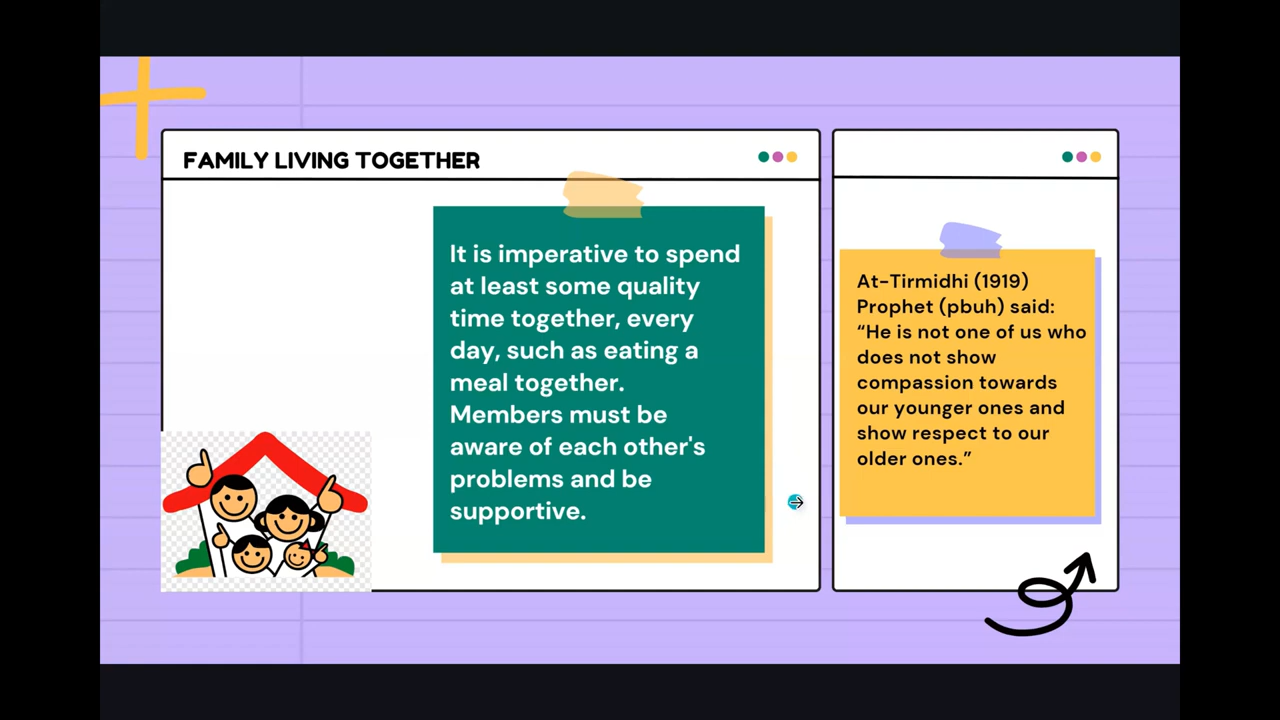 FAMILY LIVING TOGETHER
It is imperative to spend
at least some quality
time together, every
day, such as eating a
meal together.
Members must be
aware of each other's
problems and be
supportive.
At-Tirmidhi (1919)
Prophet (pbuh) said:
“He is not one of us who
does not show
compassion towards
our younger ones and
show respect to our
older ones.”